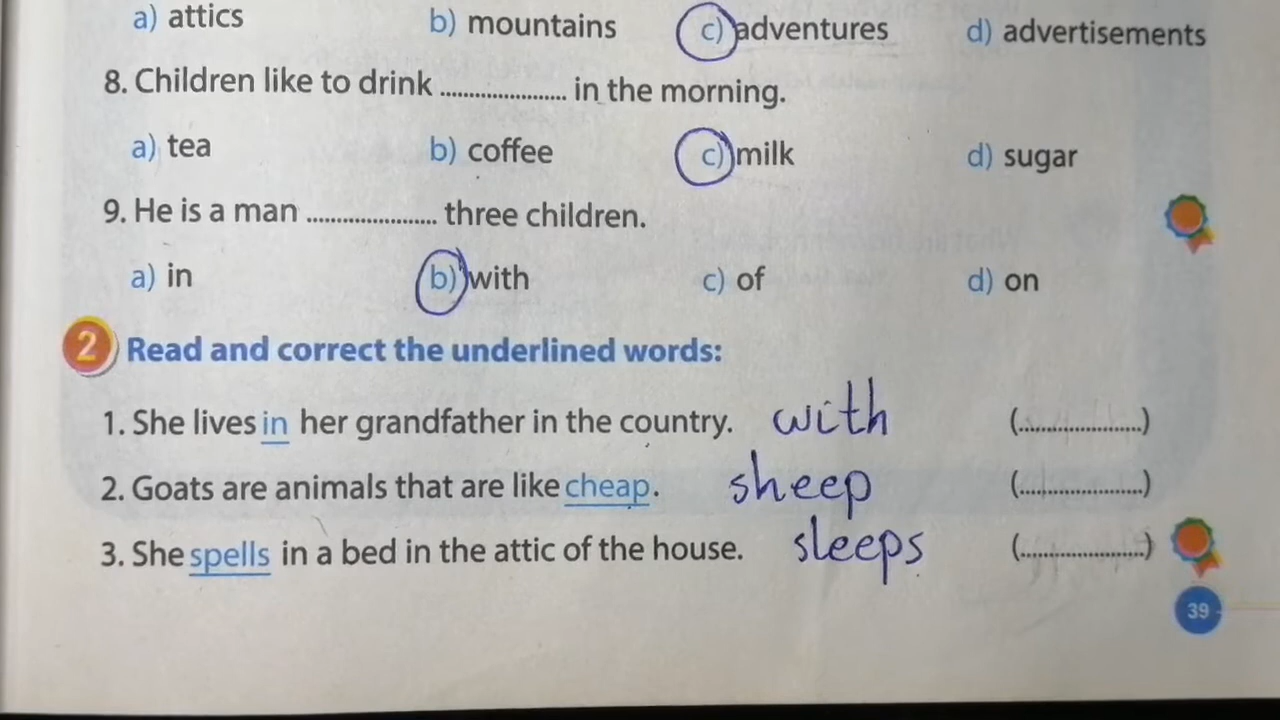 a) attics b) mountains c) adventures d) advertisements
8. Children like to drink ..................... in the morning.
a) tea b) coffee c) milk d) sugar
9. He is a man ...................... three children.
a) in b) with c) of d) on
2 Read and correct the underlined words:
1. She lives in her grandfather in the country. with (.....................)
2. Goats are animals that are like cheap. sheep (.....................)
3. She spells in a bed in the attic of the house. sleeps (.....................)
39